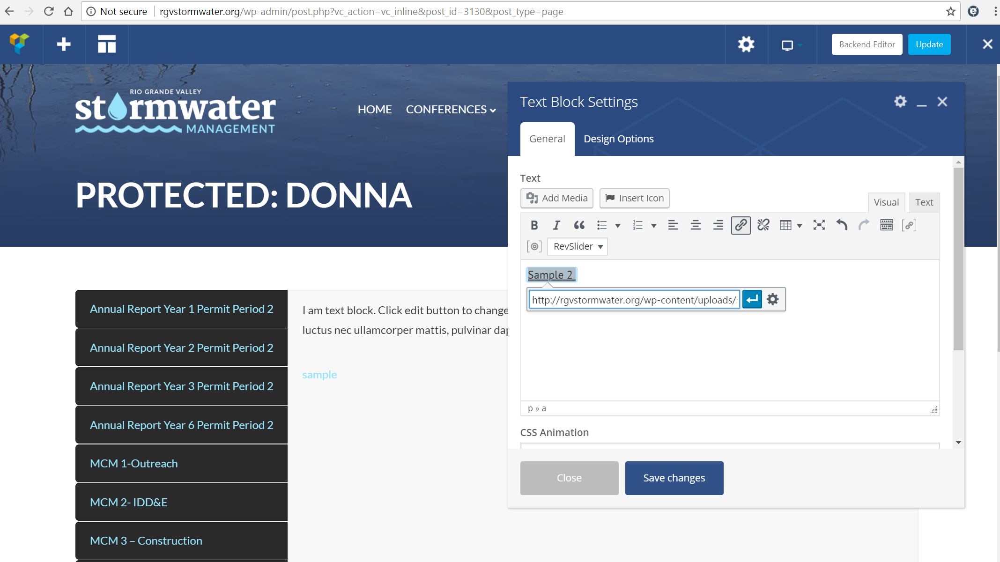 Not secure rgvstormwater.org/wp-admin/post.php?vc_action=vc_inline&post_id=3130&post_type=page
Backend Editor Update
RIO GRANDE VALLEY
stormwater
MANAGEMENT
HOME CONFERENCES
PROTECTED: DONNA
Annual Report Year 1 Permit Period 2
Annual Report Year 2 Permit Period 2
Annual Report Year 3 Permit Period 2
Annual Report Year 6 Permit Period 2
MCM 1-Outreach
MCM 2- IDD&E
MCM 3 – Construction
I am text block. Click edit button to change
luctus nec ullamcorper mattis, pulvinar
sample
Text Block Settings
General Design Options
Text
Add Media Insert Icon
Visual Text
RevSlider
Sample 2
http://rgvstormwater.org/wp-content/uploads/
p » a
CSS Animation
Close Save changes